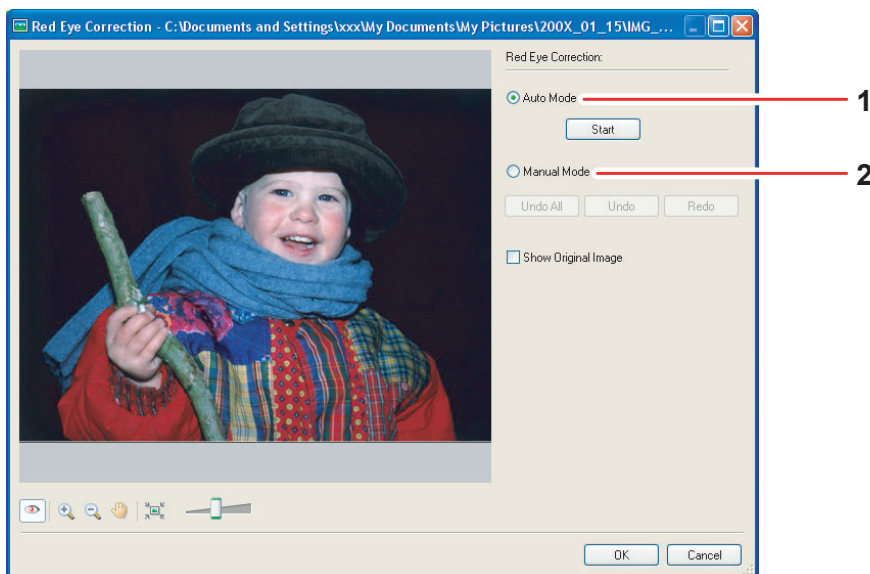 Red Eye Correction - C:\Documents and Settings\xxx\My Documents\My Pictures\200X_01_15\IMG_...
Red Eye Correction:
Auto Mode
1
Start
Manual Mode
2
Undo All Undo Redo
Show Original Image
OK Cancel